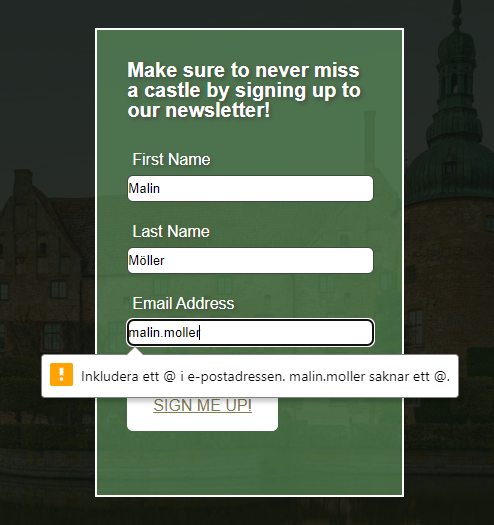 Make sure to never miss
a castle by signing up to
our newsletter!
First Name
Malin
Last Name
Möller
Email Address
malin.moller
Inkludera ett @ i e-postadressen. malin.moller saknar ett @.
SIGN ME UP!